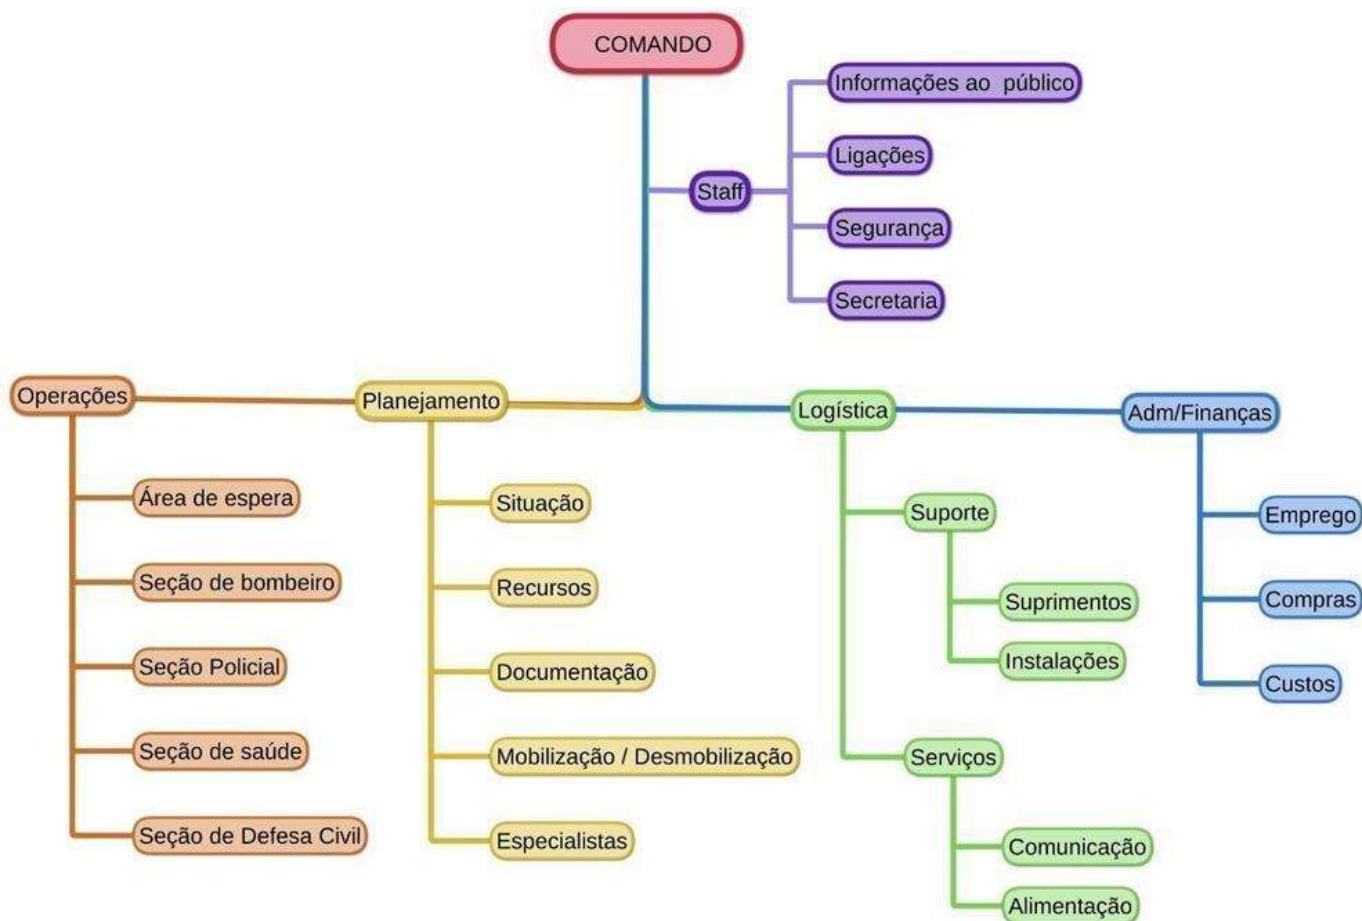 COMANDO
Informações ao público
Ligações
Staff
Segurança
Secretaria
Operações
Planejamento
Logística
Adm/Finanças
Área de espera
Seção de bombeiro
Seção Policial
Seção de saúde
Seção de Defesa Civil
Situação
Recursos
Documentação
Mobilização / Desmobilização
Especialistas
Suporte
Suprimentos
Instalações
Serviços
Comunicação
Alimentação
Emprego
Compras
Custos